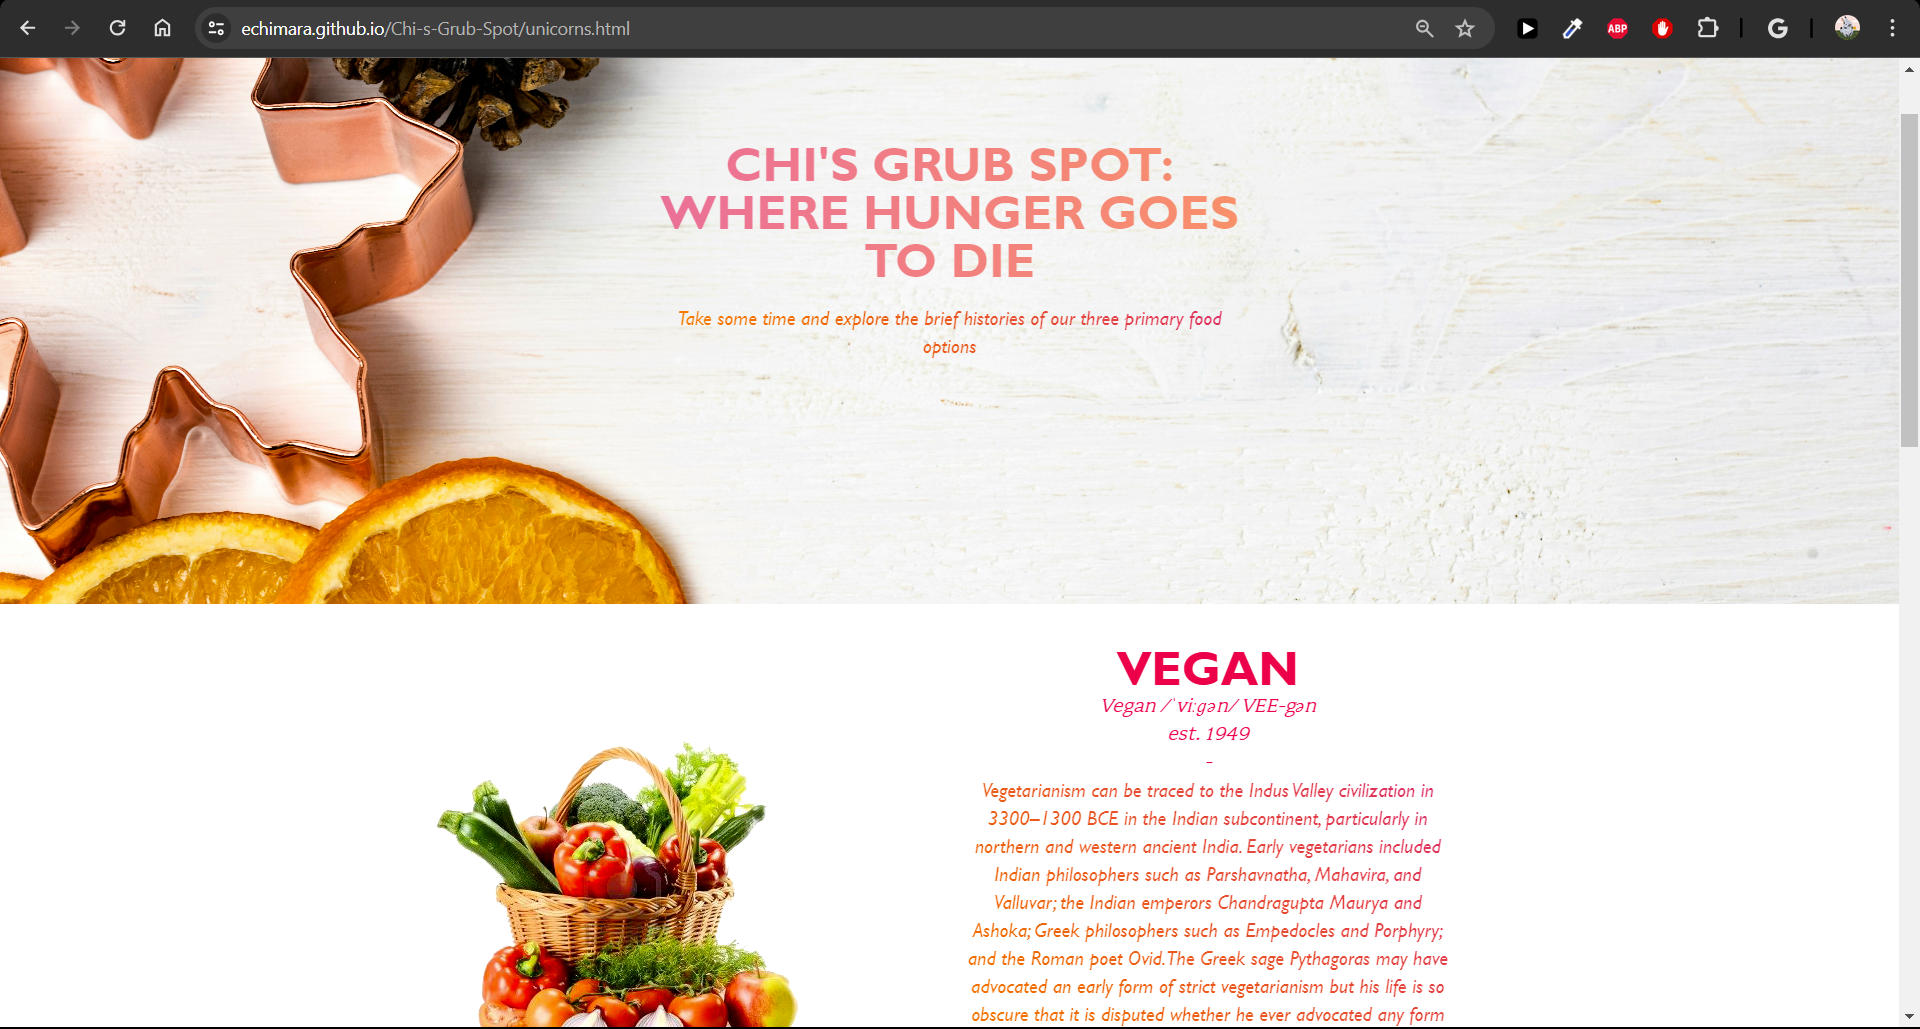 echimara.github.io/Chi-s-Grub-Spot/unicorns.html
ABP
G
CHI'S GRUB SPOT:
WHERE HUNGER GOES
TO DIE
Take some time and explore the brief histories of our three primary food
options
VEGAN
Vegan /ˈviːɡən/ VEE-gən
est. 1949
-
Vegetarianism can be traced to the Indus Valley civilization in
3300–1300 BCE in the Indian subcontinent, particularly in
northern and western ancient India. Early vegetarians included
Indian philosophers such as Parshavnatha, Mahavira, and
Valluvar; the Indian emperors Chandragupta Maurya and
Ashoka; Greek philosophers such as Empedocles and Porphyry;
and the Roman poet Ovid. The Greek sage Pythagoras may have
advocated an early form of strict vegetarianism but his life is so
obscure that it is disputed whether he ever advocated any form